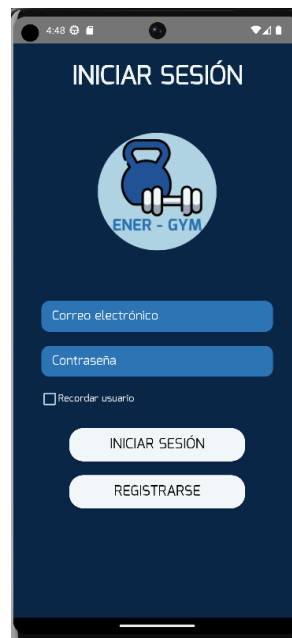 4:48
INICIAR SESIÓN
ENER - GYM
Correo electrónico
Contraseña
Recordar usuario
INICIAR SESIÓN
REGISTRARSE